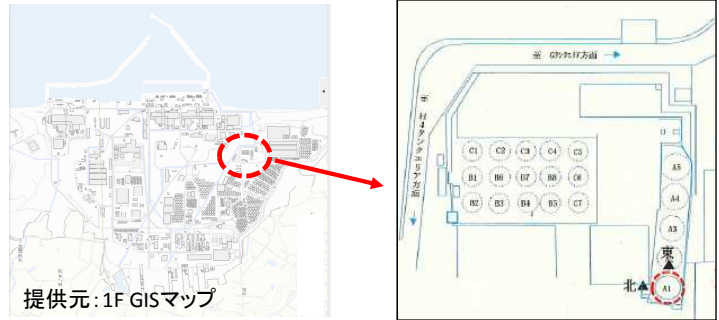 提供元：1F GISマップ
至 Gタンクエリア方面
至 H4タンクエリア方面
C1 C2 C3 C4 C5
B1 B6 B7 B8 C6
B2 B3 B4 B5 C7
A5
A4
A3
東
北
A1